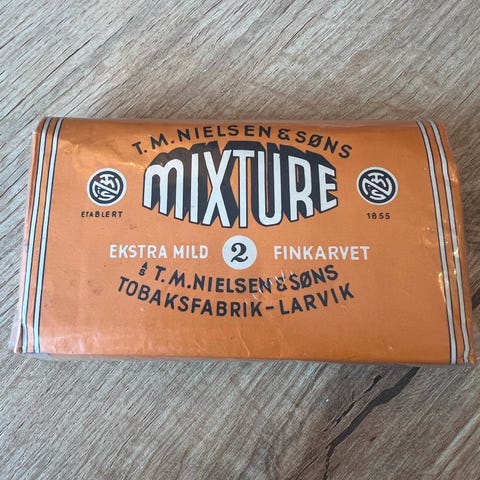 T. M. NIELSEN & SØNS
MIXTURE
ETABLERT
1855
EKSTRA MILD 2 FINKARVET
A/S T. M. NIELSEN & SØNS
TOBAKSFABRIK - LARVIK